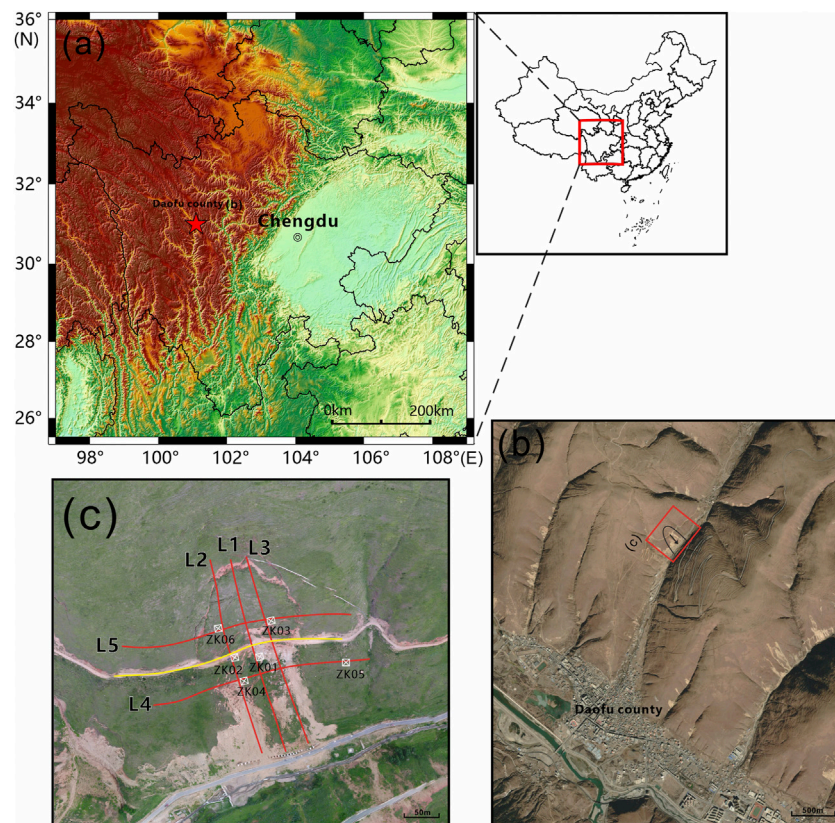 36°
(N)
(a)
34°
32°
30°
28°
26°
Daofu county(b)
Chengdu
0km
200km
98°
100°
102°
104°
106°
108°(E)
(b)
(c)
Daofu county
500m
(c)
L2
L1
L3
L5
L4
ZK06
ZK03
ZK02
ZK01
ZK04
ZK05
50m